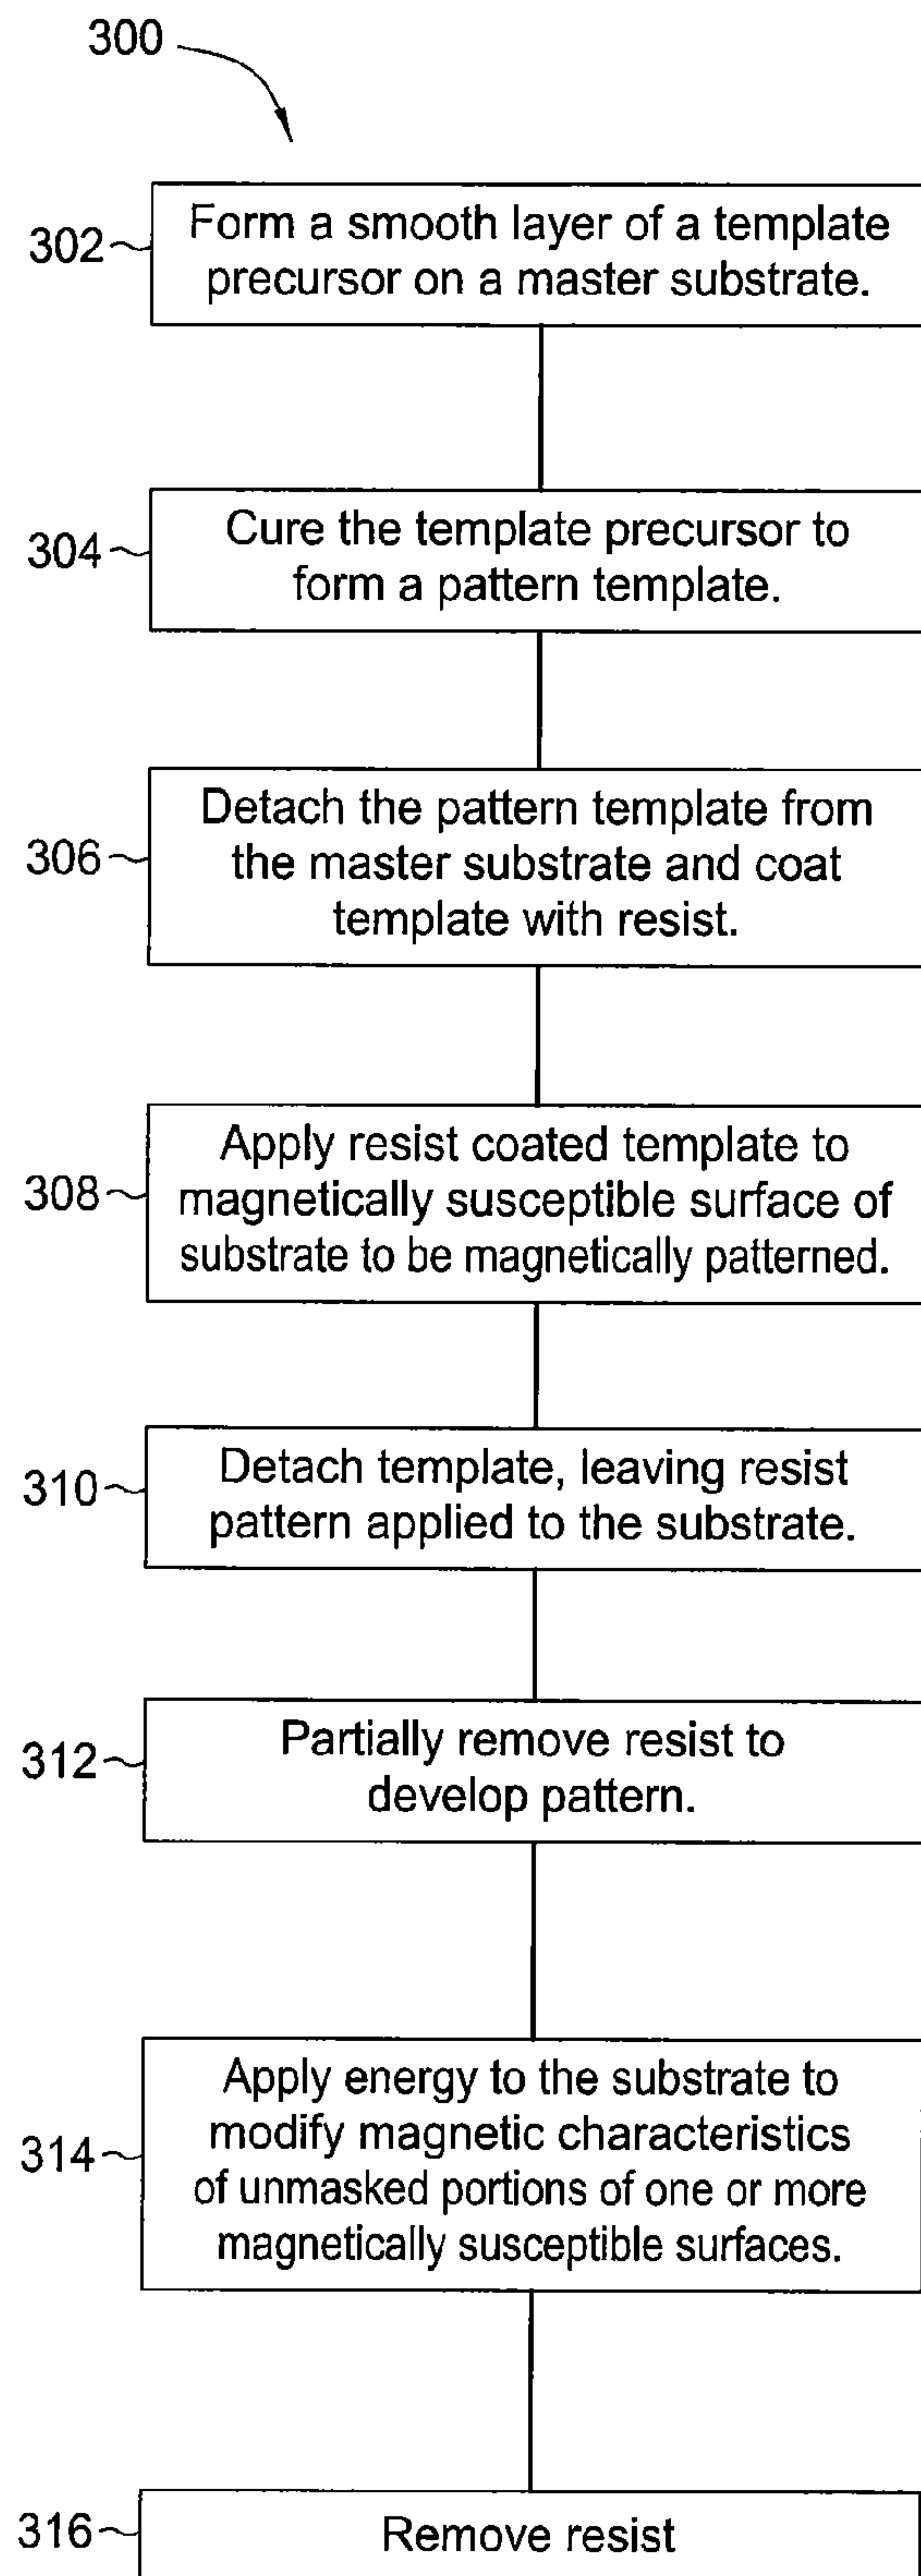 300
302
Form a smooth layer of a template
precursor on a master substrate.
304
Cure the template precursor to
form a pattern template.
306
Detach the pattern template from
the master substrate and coat
template with resist.
308
Apply resist coated template to
magnetically susceptible surface of
substrate to be magnetically patterned.
310
Detach template, leaving resist
pattern applied to the substrate.
312
Partially remove resist to
develop pattern.
314
Apply energy to the substrate to
modify magnetic characteristics
of unmasked portions of one or more
magnetically susceptible surfaces.
316
Remove resist